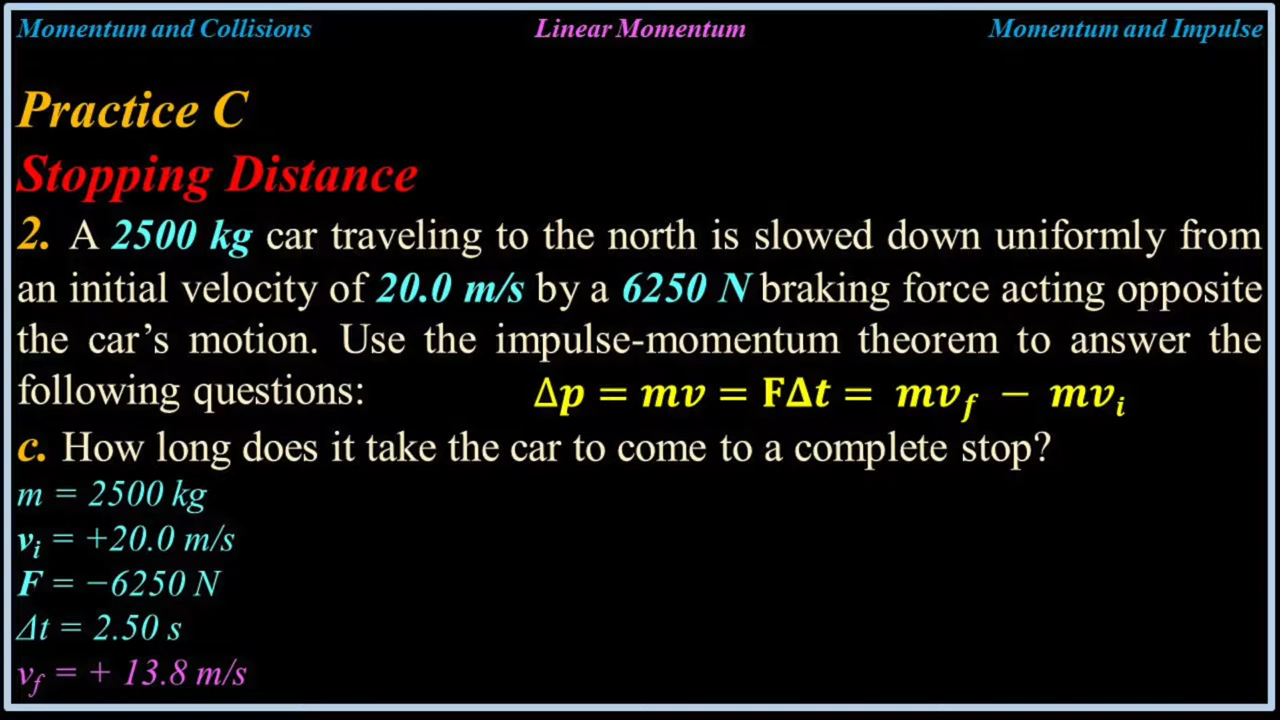 Momentum and Collisions Linear Momentum Momentum and Impulse
Practice C
Stopping Distance
2. A 2500 kg car traveling to the north is slowed down uniformly from
an initial velocity of 20.0 m/s by a 6250 N braking force acting opposite
the car’s motion. Use the impulse-momentum theorem to answer the
following questions: Δp = mv = FΔt = mv_f − mv_i
c. How long does it take the car to come to a complete stop?
m = 2500 kg
v_i = +20.0 m/s
F = −6250 N
Δt = 2.50 s
v_f = + 13.8 m/s